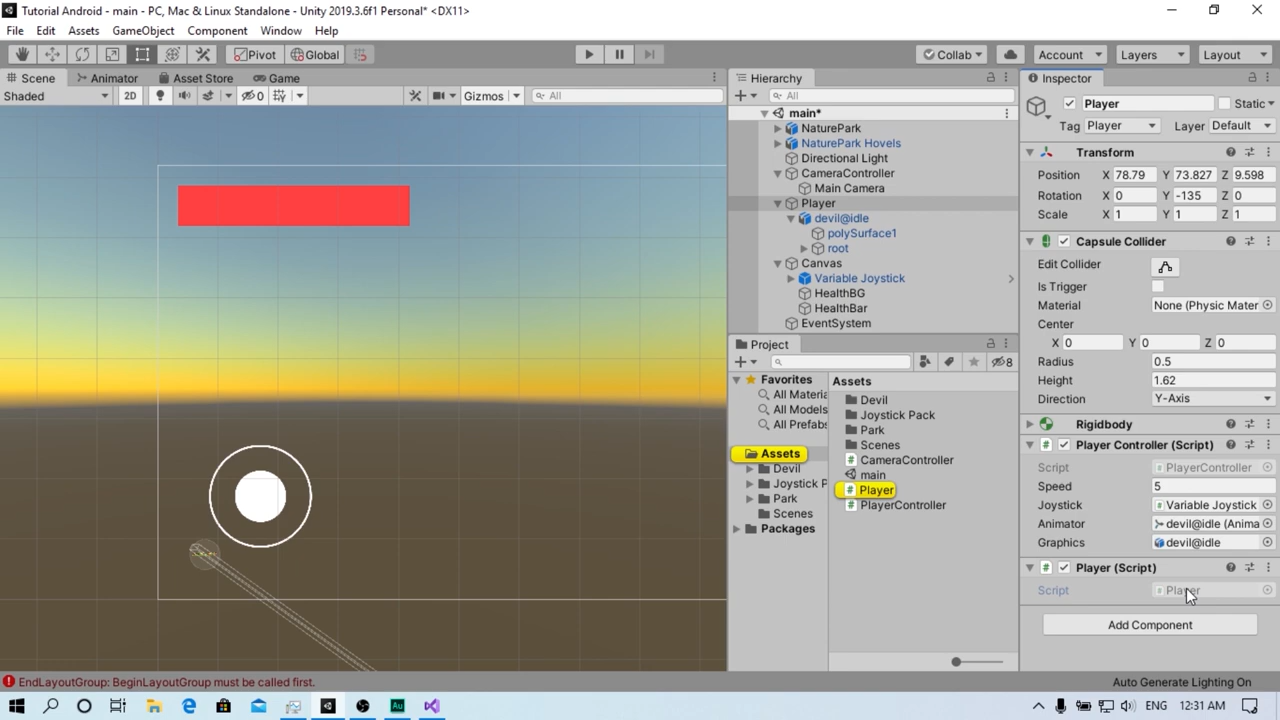 Tutorial Android - main - PC, Mac & Linux Standalone - Unity 2019.3.6f1 Personal* <DX11>
File Edit Assets GameObject Component Window Help
Pivot Global Collab Account Layers Layout
Scene Animator Asset Store Game
Shaded 2D 0 Gizmos All
Hierarchy
All
main*
NaturePark
NaturePark Hovels
Directional Light
CameraController
Main Camera
Player
devil@idle
polySurface1
root
Canvas
Variable Joystick
HealthBG
HealthBar
EventSystem
Project
8
Favorites
All Materia
All Models
All Prefabs
Assets
Devil
Joystick P
Park
Scenes
Packages
Assets
Devil
Joystick Pack
Park
Scenes
CameraController
main
Player
PlayerController
Inspector
Player Static
Tag Player Layer Default
Transform
Position X 78.79 Y 73.827 Z 9.598
Rotation X 0 Y -135 Z 0
Scale X 1 Y 1 Z 1
Capsule Collider
Edit Collider
Is Trigger
Material None (Physic Mater
Center
X 0 Y 0 Z 0
Radius 0.5
Height 1.62
Direction Y-Axis
Rigidbody
Player Controller (Script)
Script PlayerController
Speed 5
Joystick Variable Joystick
Animator devil@idle (Anima
Graphics devil@idle
Player (Script)
Script Player
Add Component
EndLayoutGroup: BeginLayoutGroup must be called first.
Auto Generate Lighting On
Au
ENG 12:31 AM